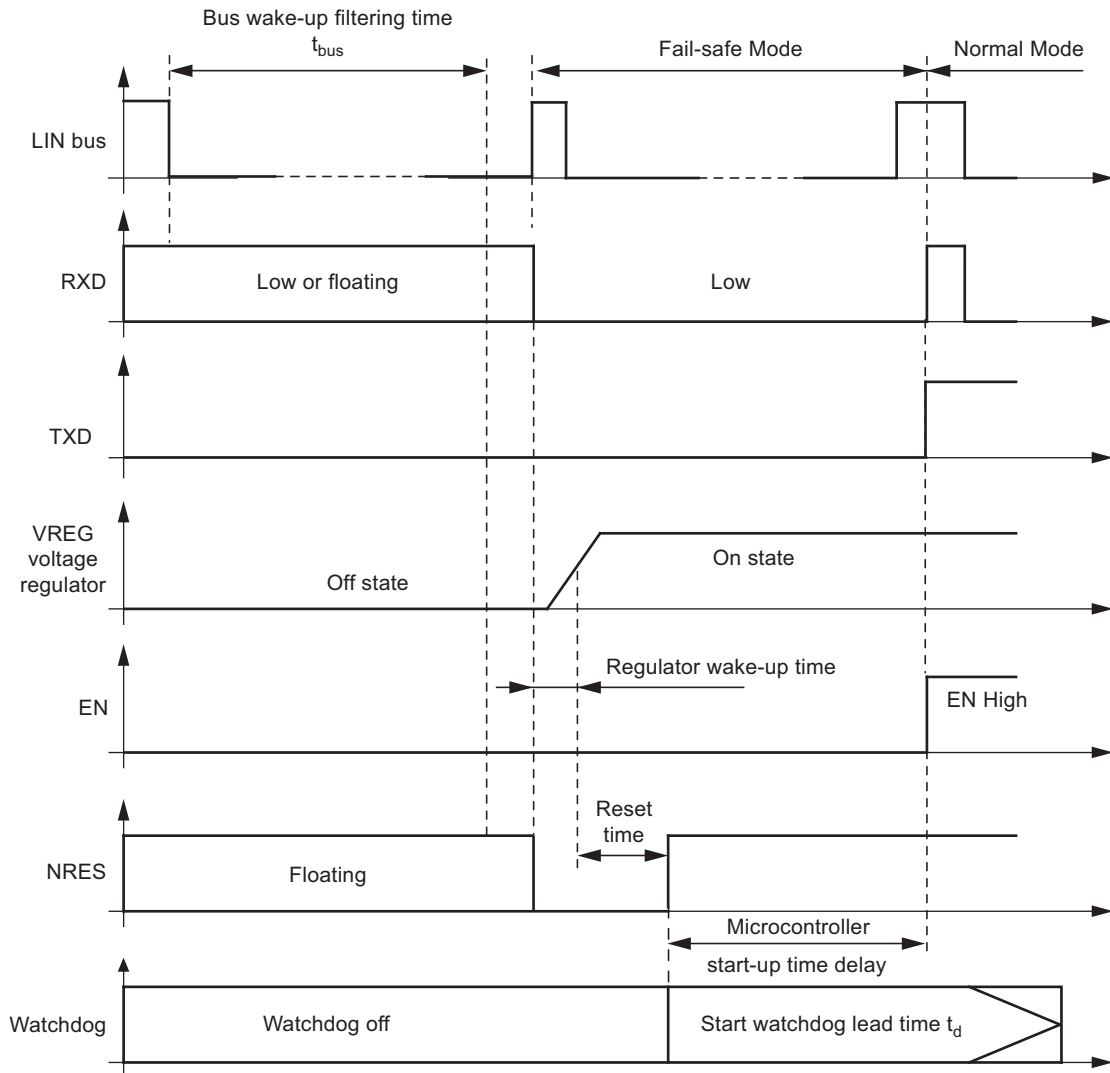 Bus wake-up filtering time
tbus
Fail-safe Mode
Normal Mode
LIN bus
RXD
Low or floating
Low
TXD
VREG
voltage
regulator
Off state
On state
Regulator wake-up time
EN
EN High
Reset
time
NRES
Floating
Microcontroller
start-up time delay
Watchdog
Watchdog off
Start watchdog lead time td